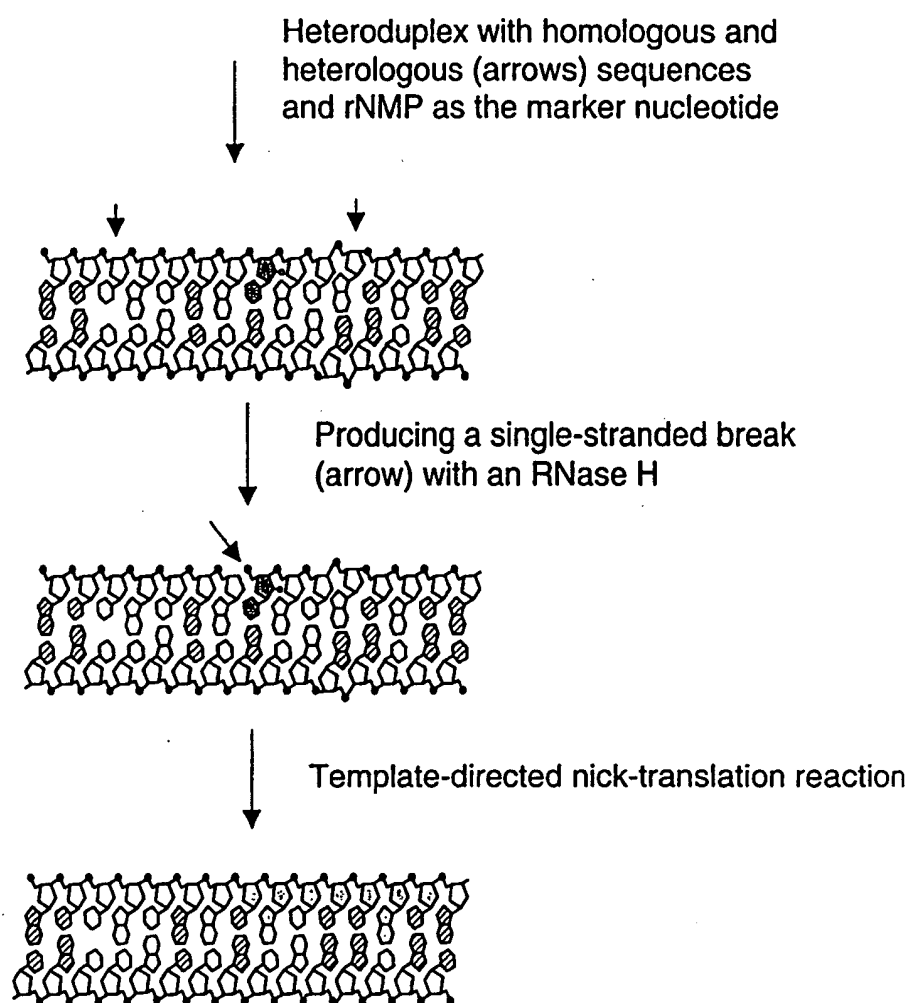 Heteroduplex with homologous and
heterologous (arrows) sequences
and rNMP as the marker nucleotide
Producing a single-stranded break
(arrow) with an RNase H
Template-directed nick-translation reaction